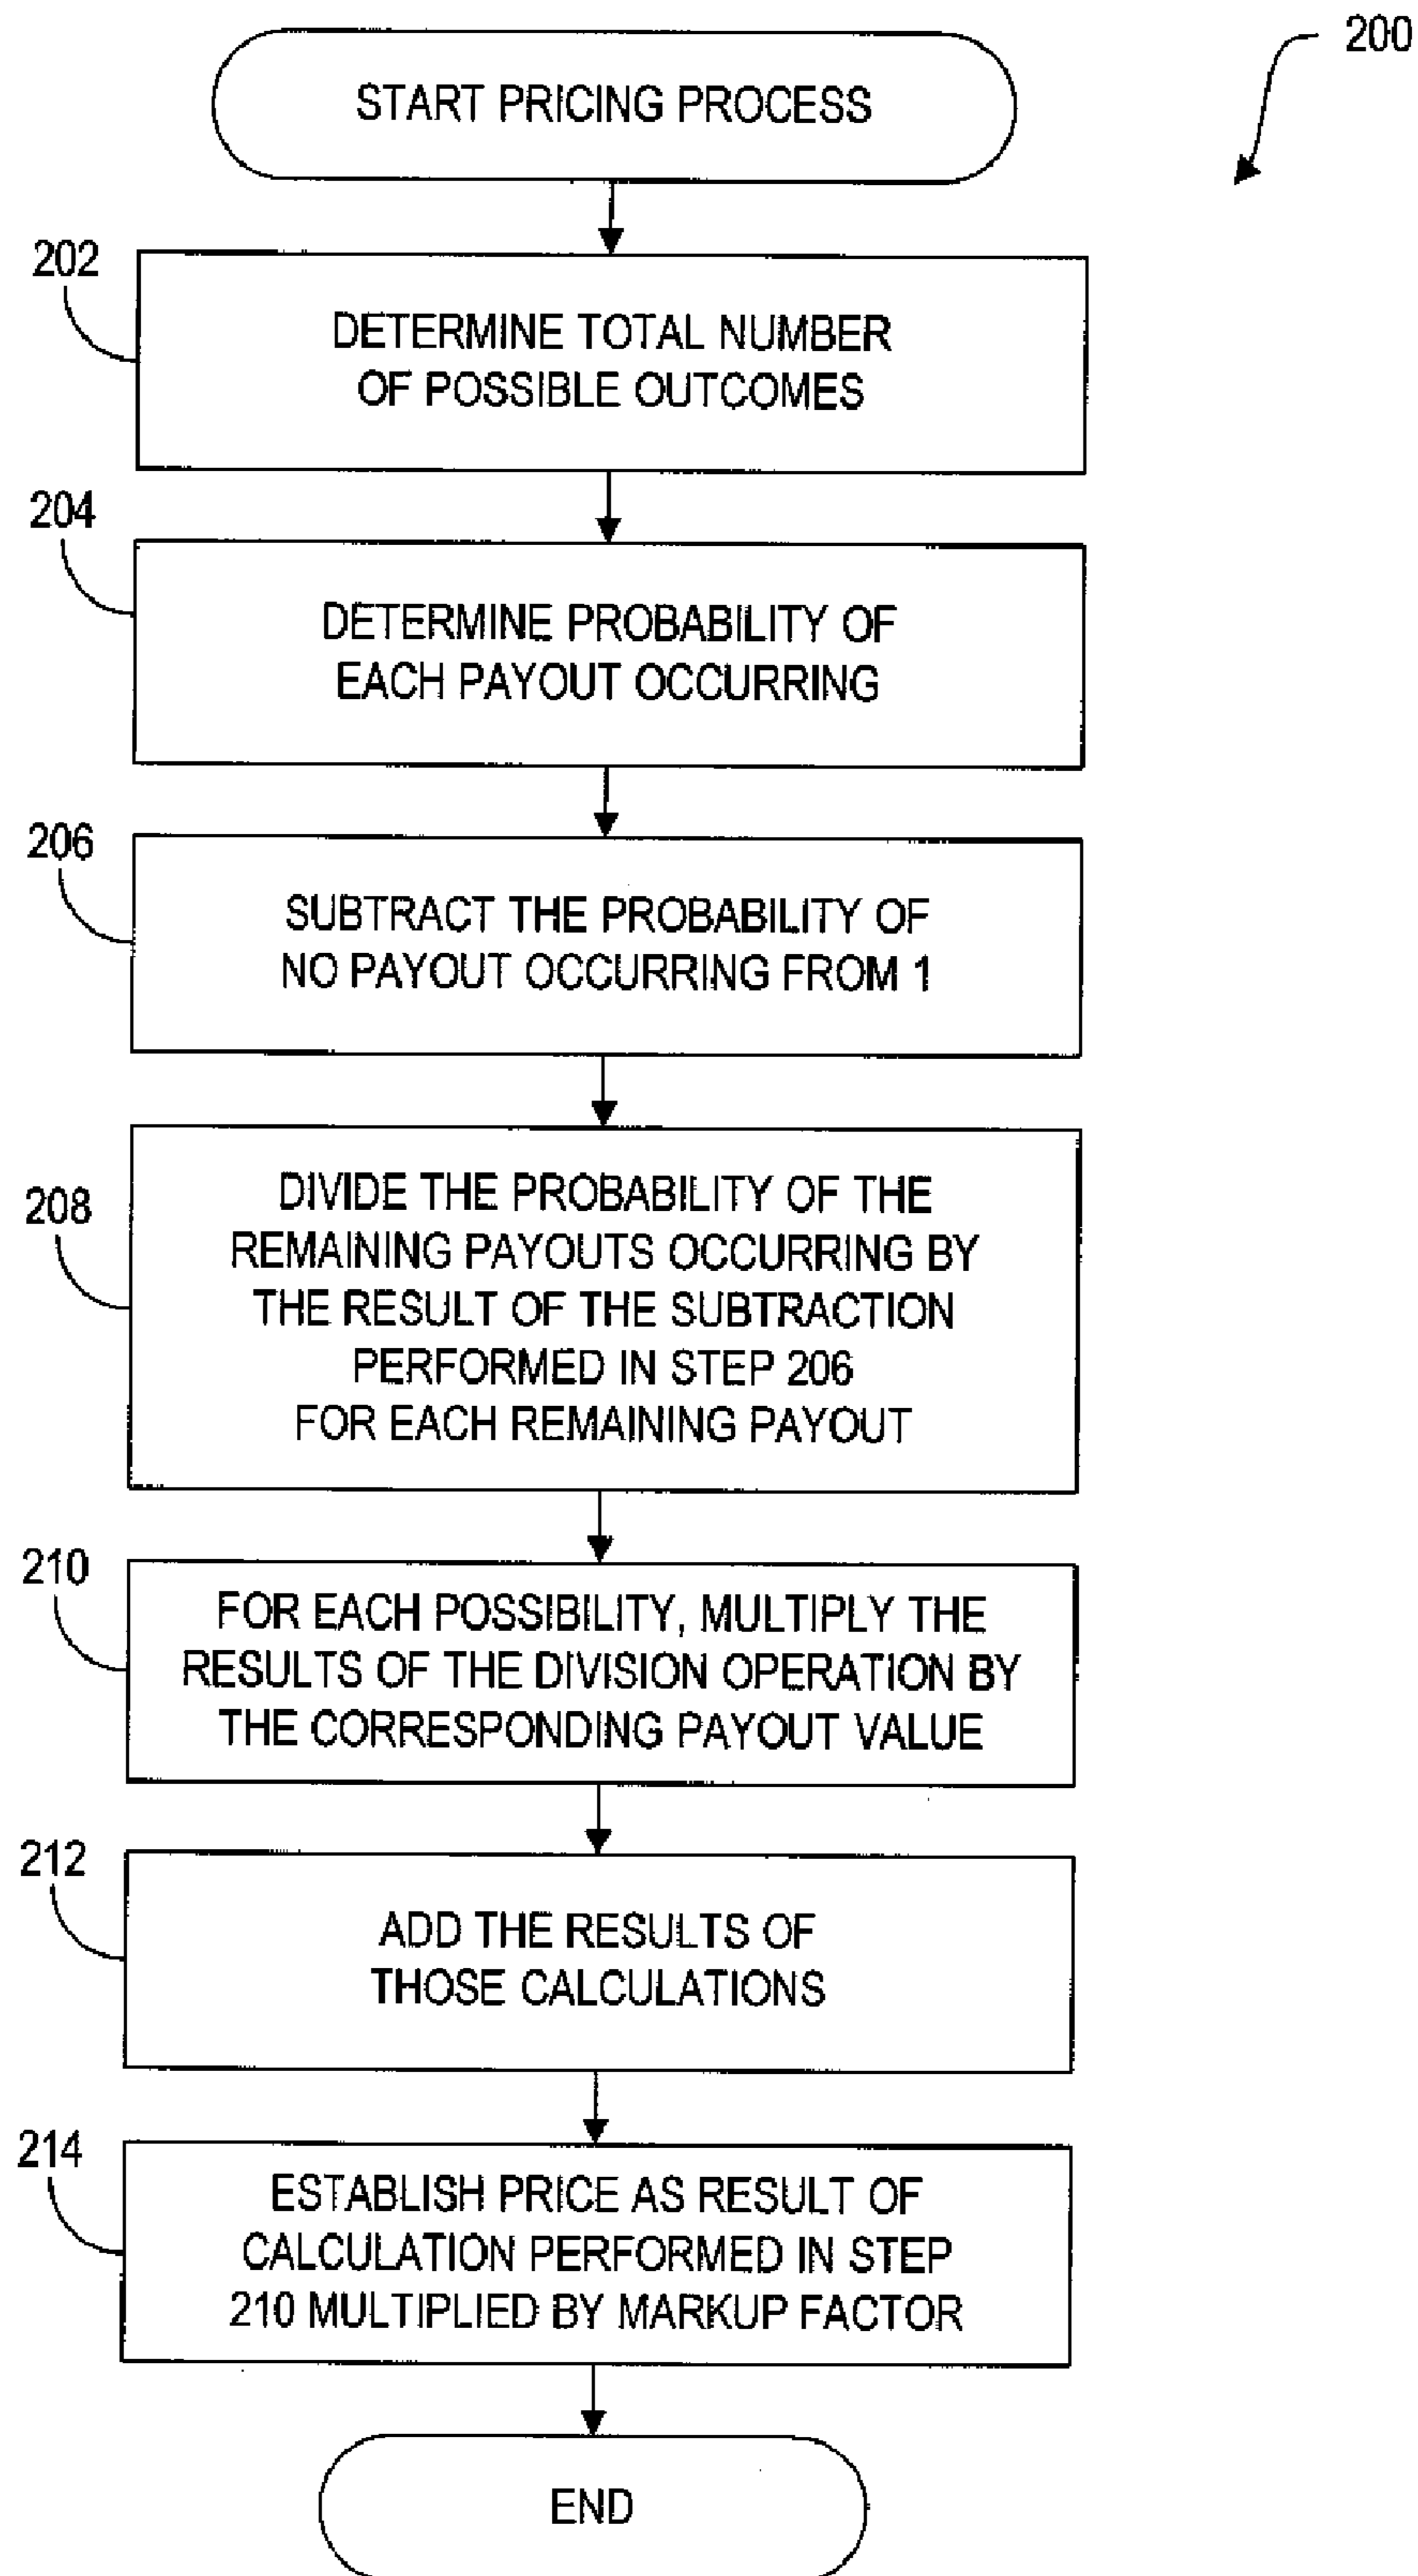 200
START PRICING PROCESS
202
DETERMINE TOTAL NUMBER
OF POSSIBLE OUTCOMES
204
DETERMINE PROBABILITY OF
EACH PAYOUT OCCURRING
206
SUBTRACT THE PROBABILITY OF
NO PAYOUT OCCURRING FROM 1
208
DIVIDE THE PROBABILITY OF THE
REMAINING PAYOUTS OCCURRING BY
THE RESULT OF THE SUBTRACTION
PERFORMED IN STEP 206
FOR EACH REMAINING PAYOUT
210
FOR EACH POSSIBILITY, MULTIPLY THE
RESULTS OF THE DIVISION OPERATION BY
THE CORRESPONDING PAYOUT VALUE
212
ADD THE RESULTS OF
THOSE CALCULATIONS
214
ESTABLISH PRICE AS RESULT OF
CALCULATION PERFORMED IN STEP
210 MULTIPLIED BY MARKUP FACTOR
END